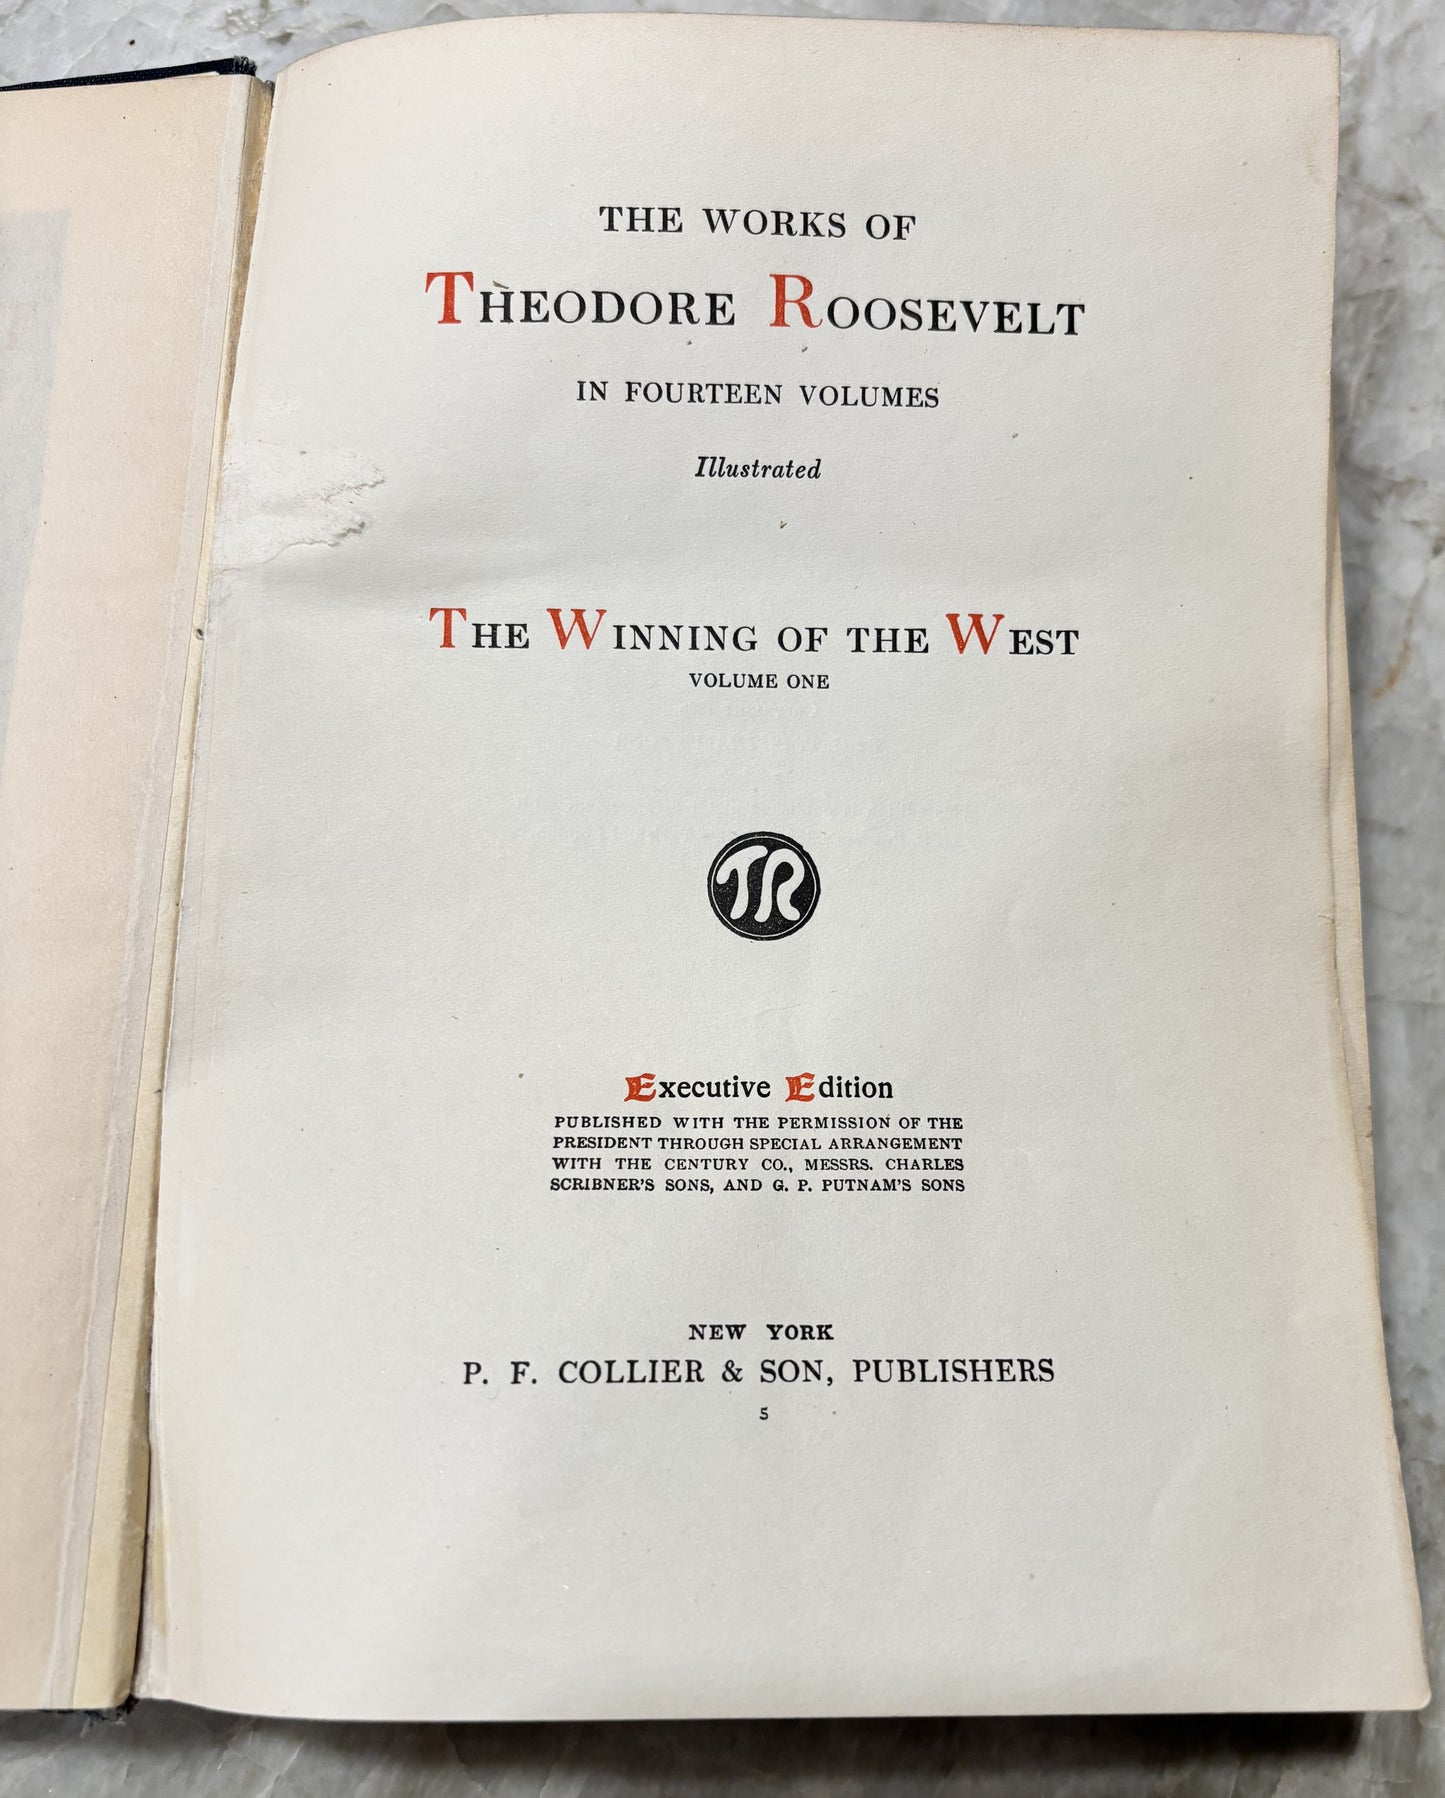 THE WORKS OF
THEODORE ROOSEVELT
IN FOURTEEN VOLUMES
Illustrated
THE WINNING OF THE WEST
VOLUME ONE
TR
Executive Edition
PUBLISHED WITH THE PERMISSION OF THE
PRESIDENT THROUGH SPECIAL ARRANGEMENT
WITH THE CENTURY CO., MESSRS. CHARLES
SCRIBNER'S SONS, AND G. P. PUTNAM'S SONS
NEW YORK
P. F. COLLIER & SON, PUBLISHERS
5